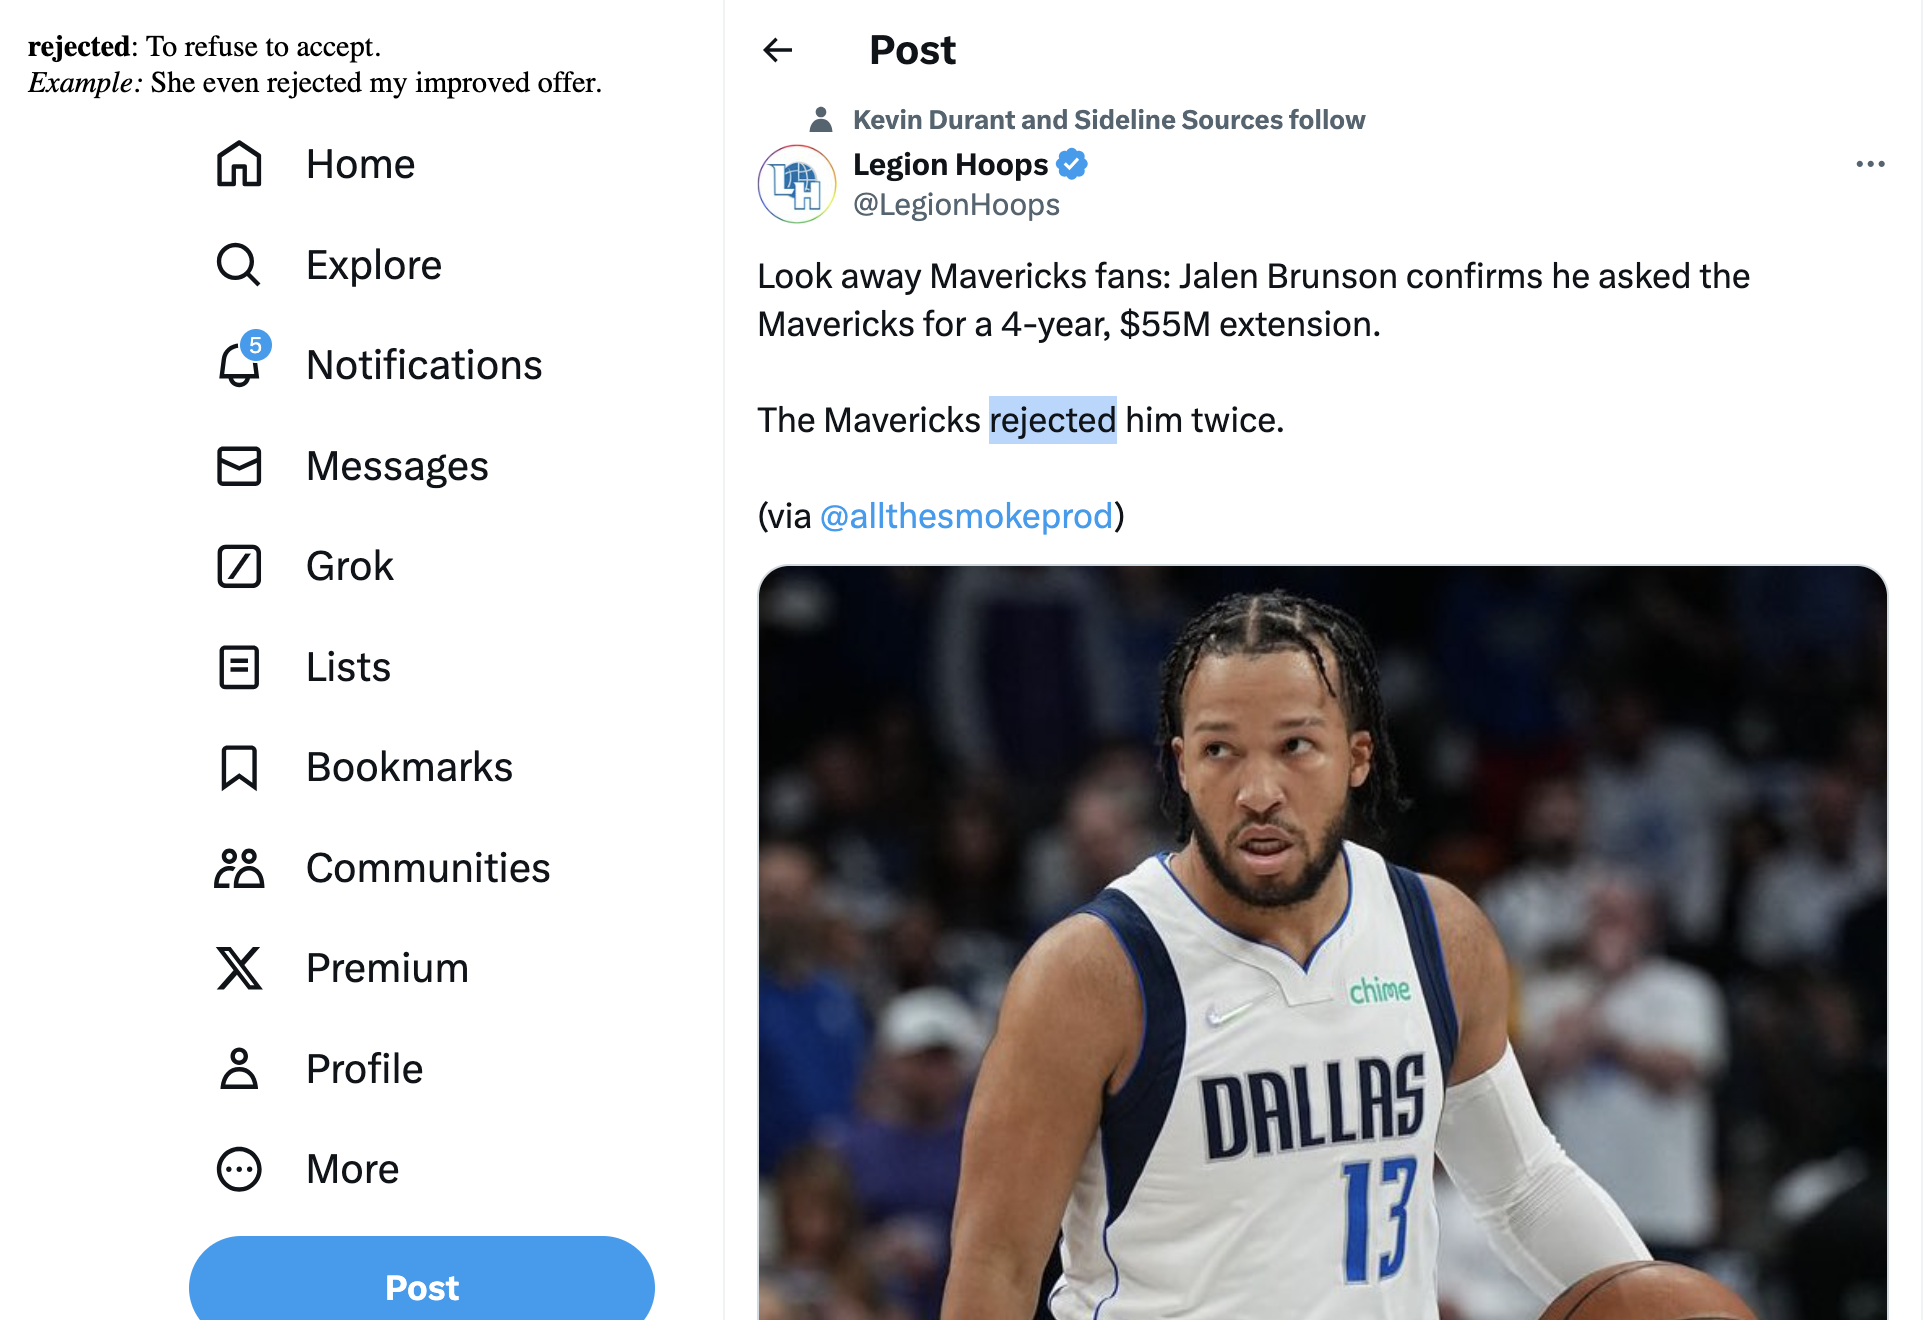 rejected: To refuse to accept.
Example: She even rejected my improved offer.
Home
Explore
5
Notifications
Messages
Grok
Lists
Bookmarks
Communities
Premium
Profile
More
Post
Post
Kevin Durant and Sideline Sources follow
LH
Legion Hoops
@LegionHoops
Look away Mavericks fans: Jalen Brunson confirms he asked the
Mavericks for a 4-year, $55M extension.
The Mavericks rejected him twice.
(via @allthesmokeprod)
chime
DALLAS
13